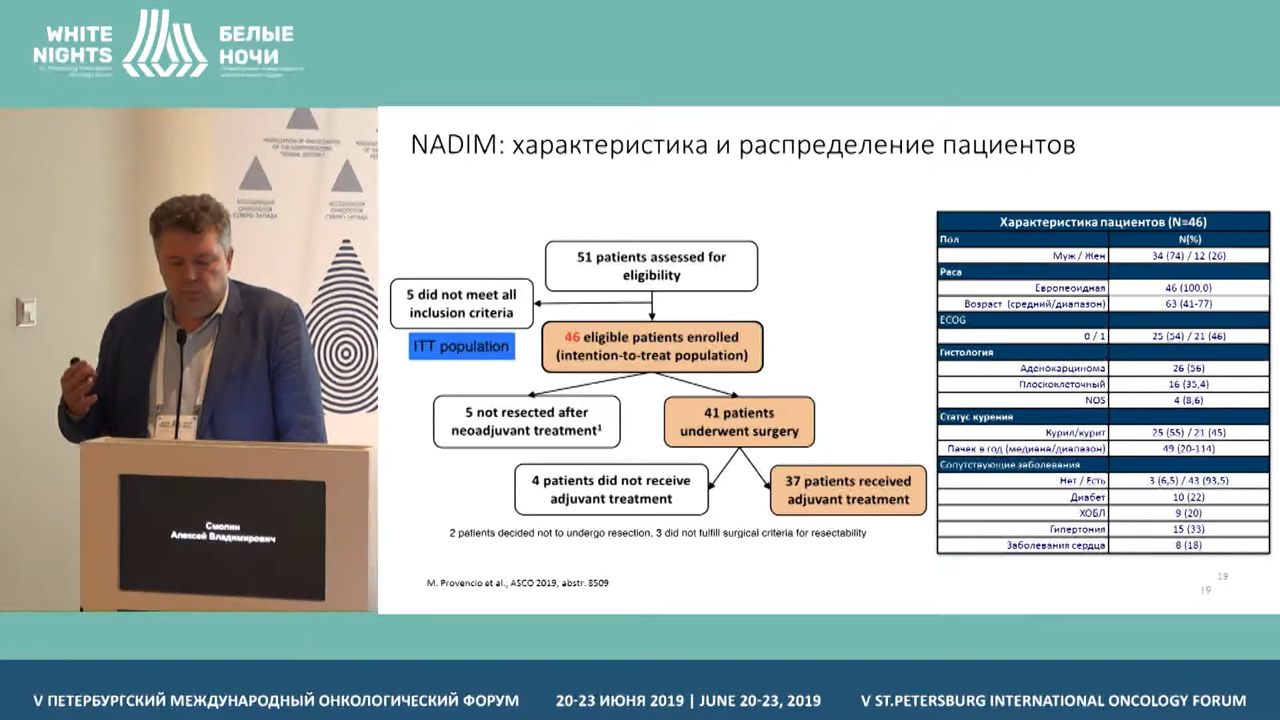 WHITE
NIGHTS
БЕЛЫЕ
НОЧИ
АССОЦИАЦИЯ
ОНКОЛОГОВ
СЕВЕРО-ЗАПАДА
Смолин
Алексей Владимирович
NADIM: характеристика и распределение пациентов
51 patients assessed for
eligibility
5 did not meet all
inclusion criteria
ITT population
46 eligible patients enrolled
(intention-to-treat population)
5 not resected after
neoadjuvant treatment¹
41 patients
underwent surgery
4 patients did not receive
adjuvant treatment
37 patients received
adjuvant treatment
2 patients decided not to undergo resection, 3 did not fulfill surgical criteria for resectability
M. Provencio et al., ASCO 2019, abstr. 8509
Характеристика пациентов (N=46)
Пол N(%)
Муж / Жен 34 (74) / 12 (26)
Раса
Европеоидная 46 (100,0)
Возраст (средний/диапазон) 63 (41-77)
ECOG
0 / 1 25 (54) / 21 (46)
Гистология
Аденокарцинома 26 (56)
Плоскоклеточный 16 (35,4)
NOS 4 (8,6)
Статус курения
Курил/курит 25 (55) / 21 (45)
Пачек в год (медиана/диапазон) 49 (20-114)
Сопутствующие заболевания
Нет / Есть 3 (6,5) / 43 (93,5)
Диабет 10 (22)
ХОБЛ 9 (20)
Гипертония 15 (33)
Заболевания сердца 8 (18)
19
19
V ПЕТЕРБУРГСКИЙ МЕЖДУНАРОДНЫЙ ОНКОЛОГИЧЕСКИЙ ФОРУМ
20-23 ИЮНЯ 2019 | JUNE 20-23, 2019
V ST.PETERSBURG INTERNATIONAL ONCOLOGY FORUM